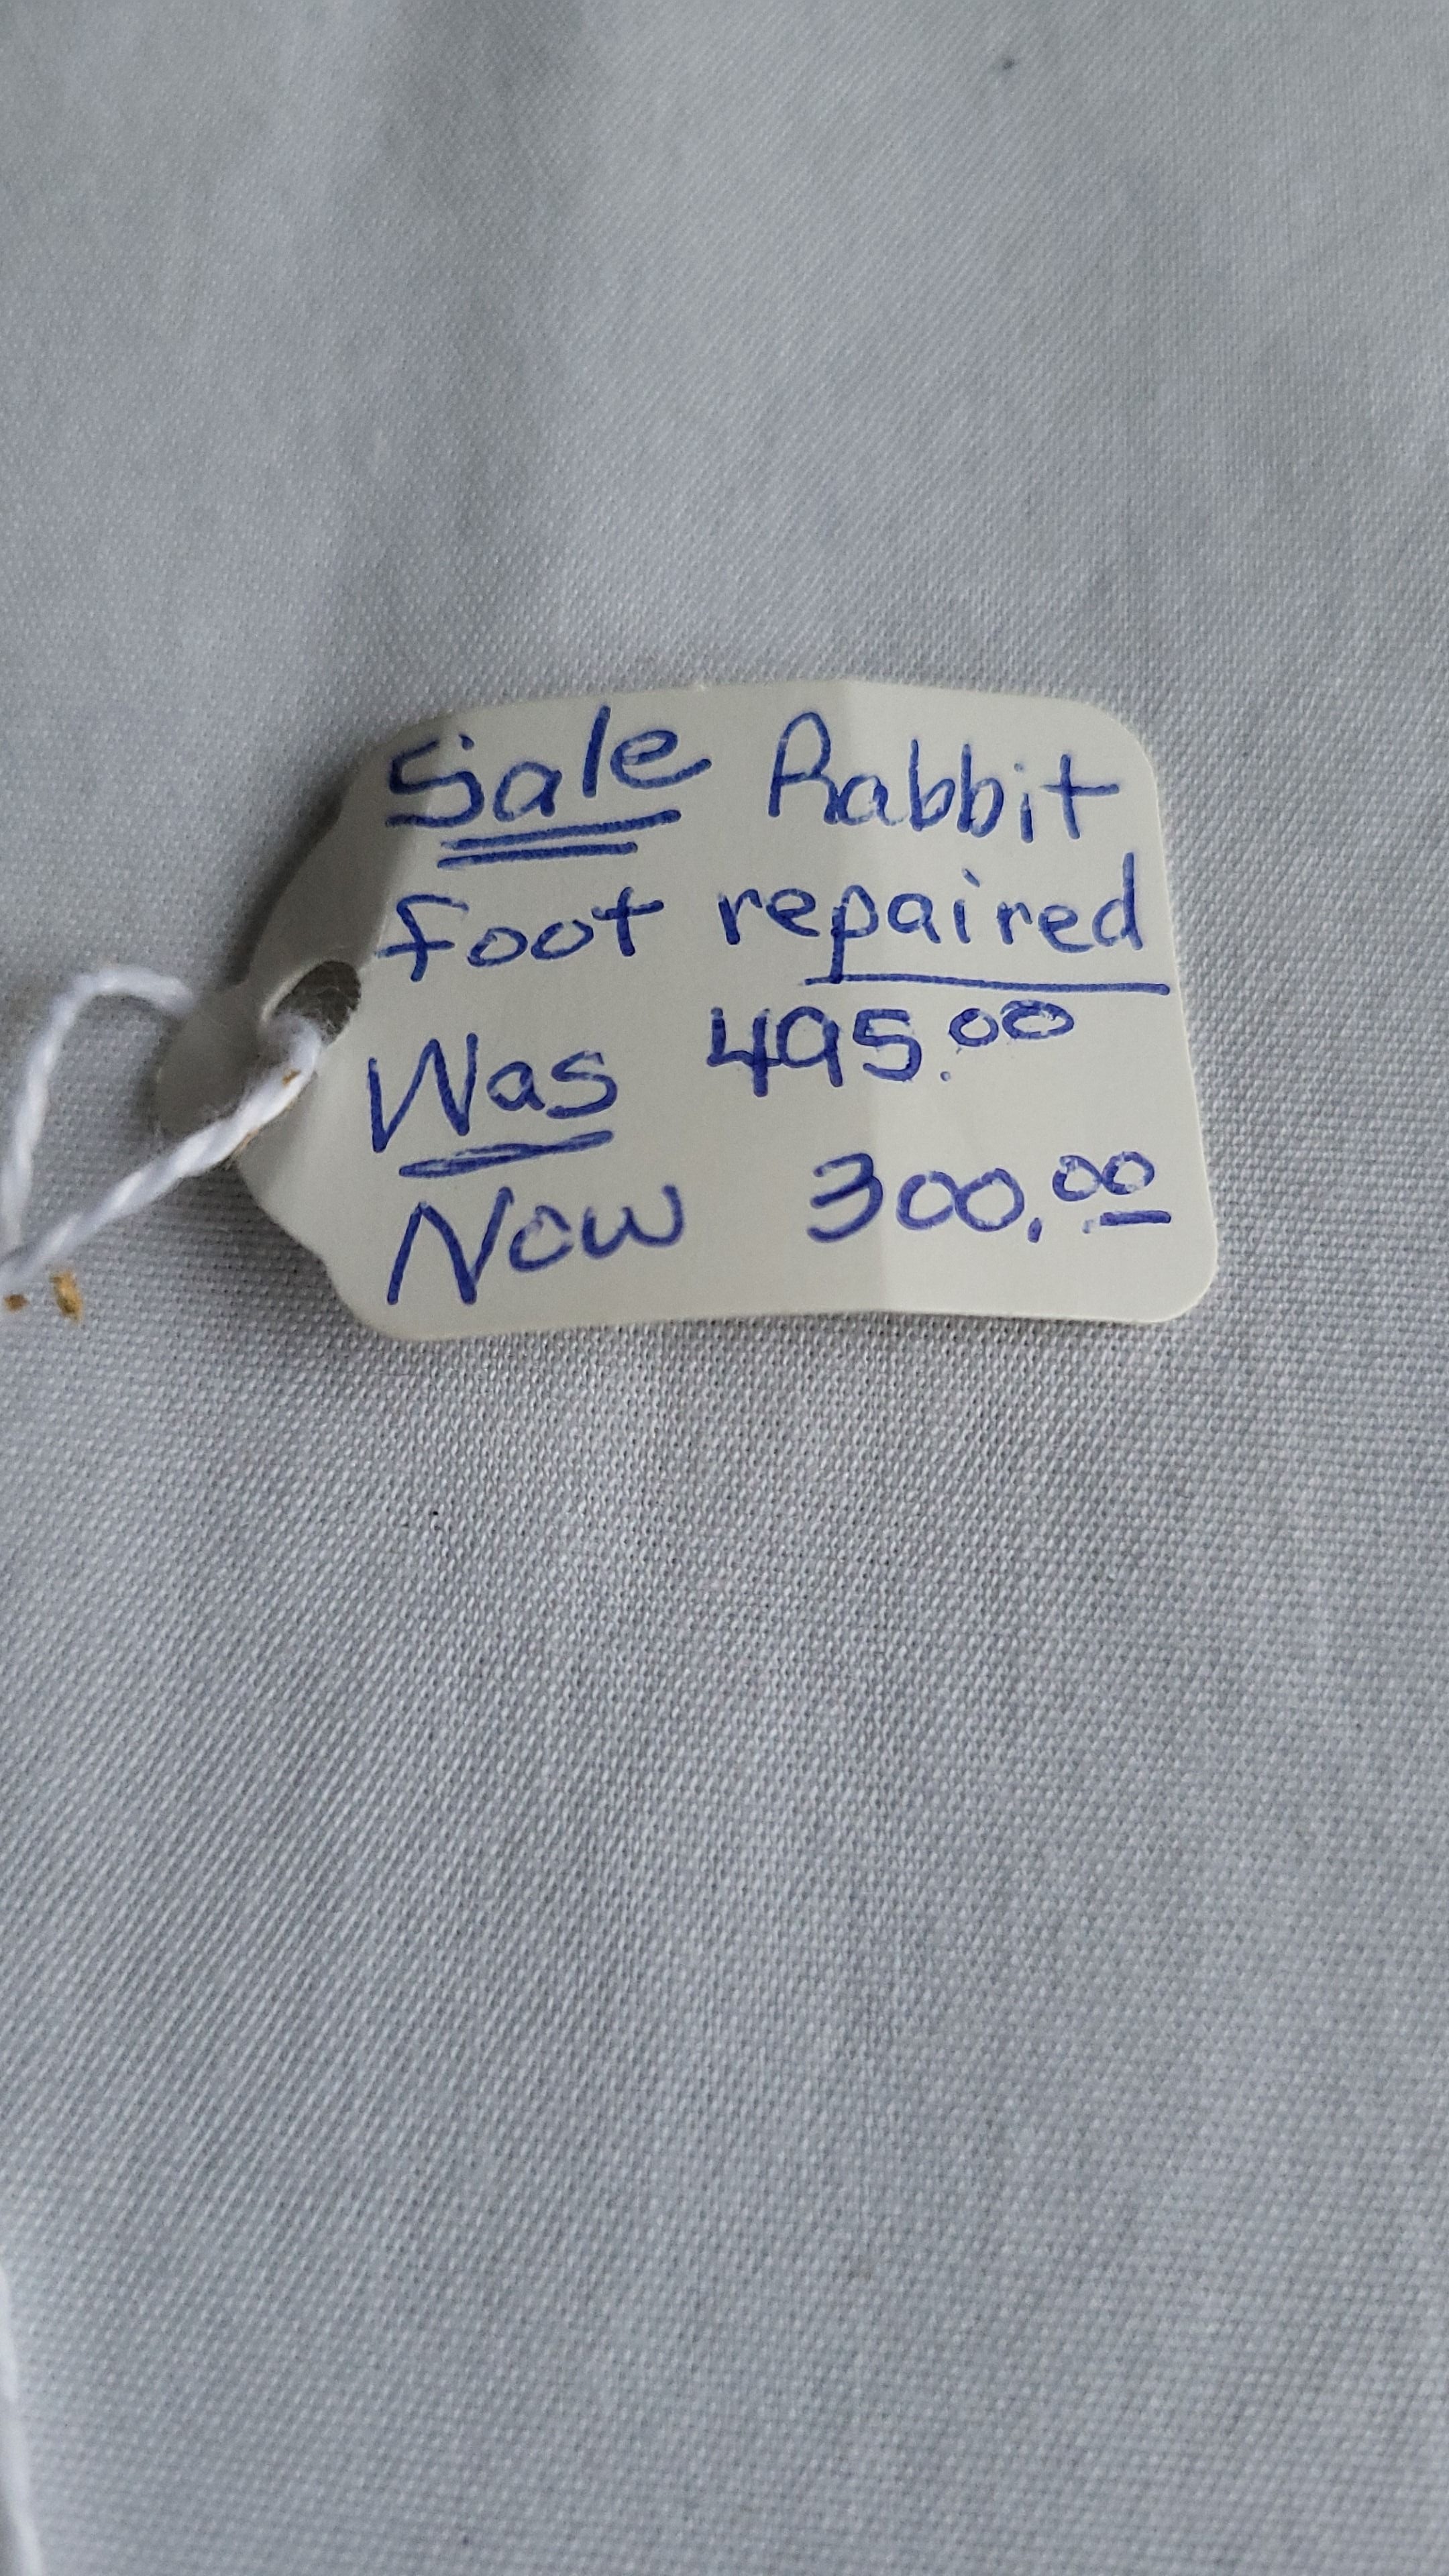 Sale Rabbit
foot repaired
Was 495.00
Now 300.00